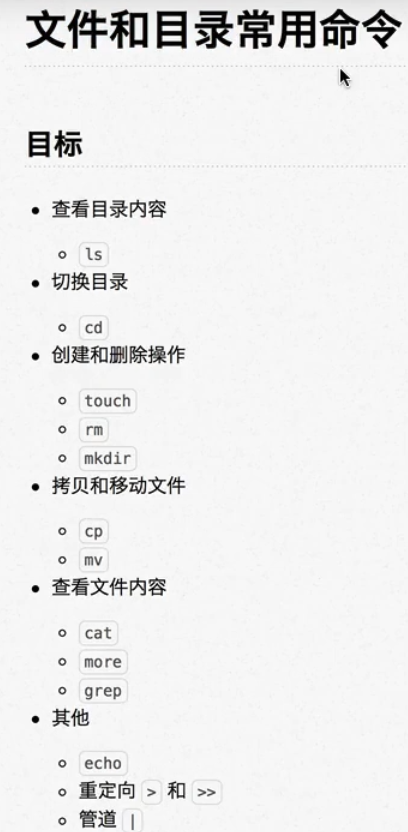 文件和目录常用命令
目标
查看目录内容
ls
切换目录
cd
创建和删除操作
touch
rm
mkdir
拷贝和移动文件
cp
mv
查看文件内容
cat
more
grep
其他
echo
重定向 > 和 >>
管道 |